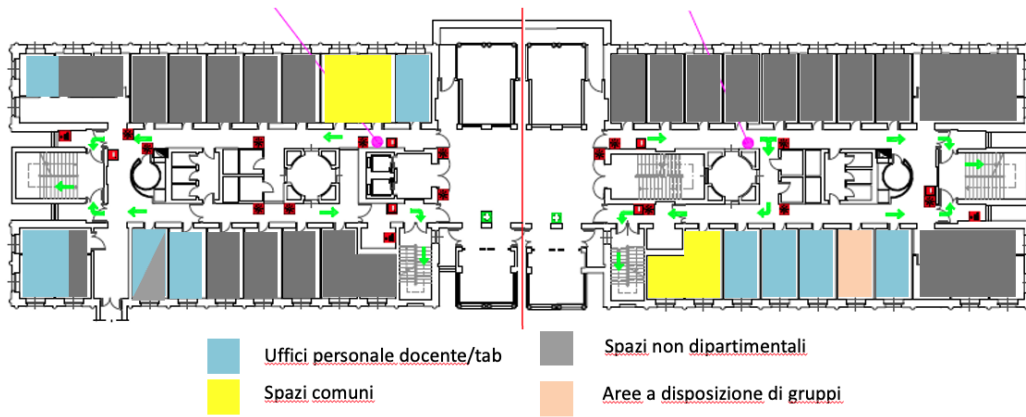 Uffici personale docente/tab
Spazi non dipartimentali
Spazi comuni
Aree a disposizione di gruppi